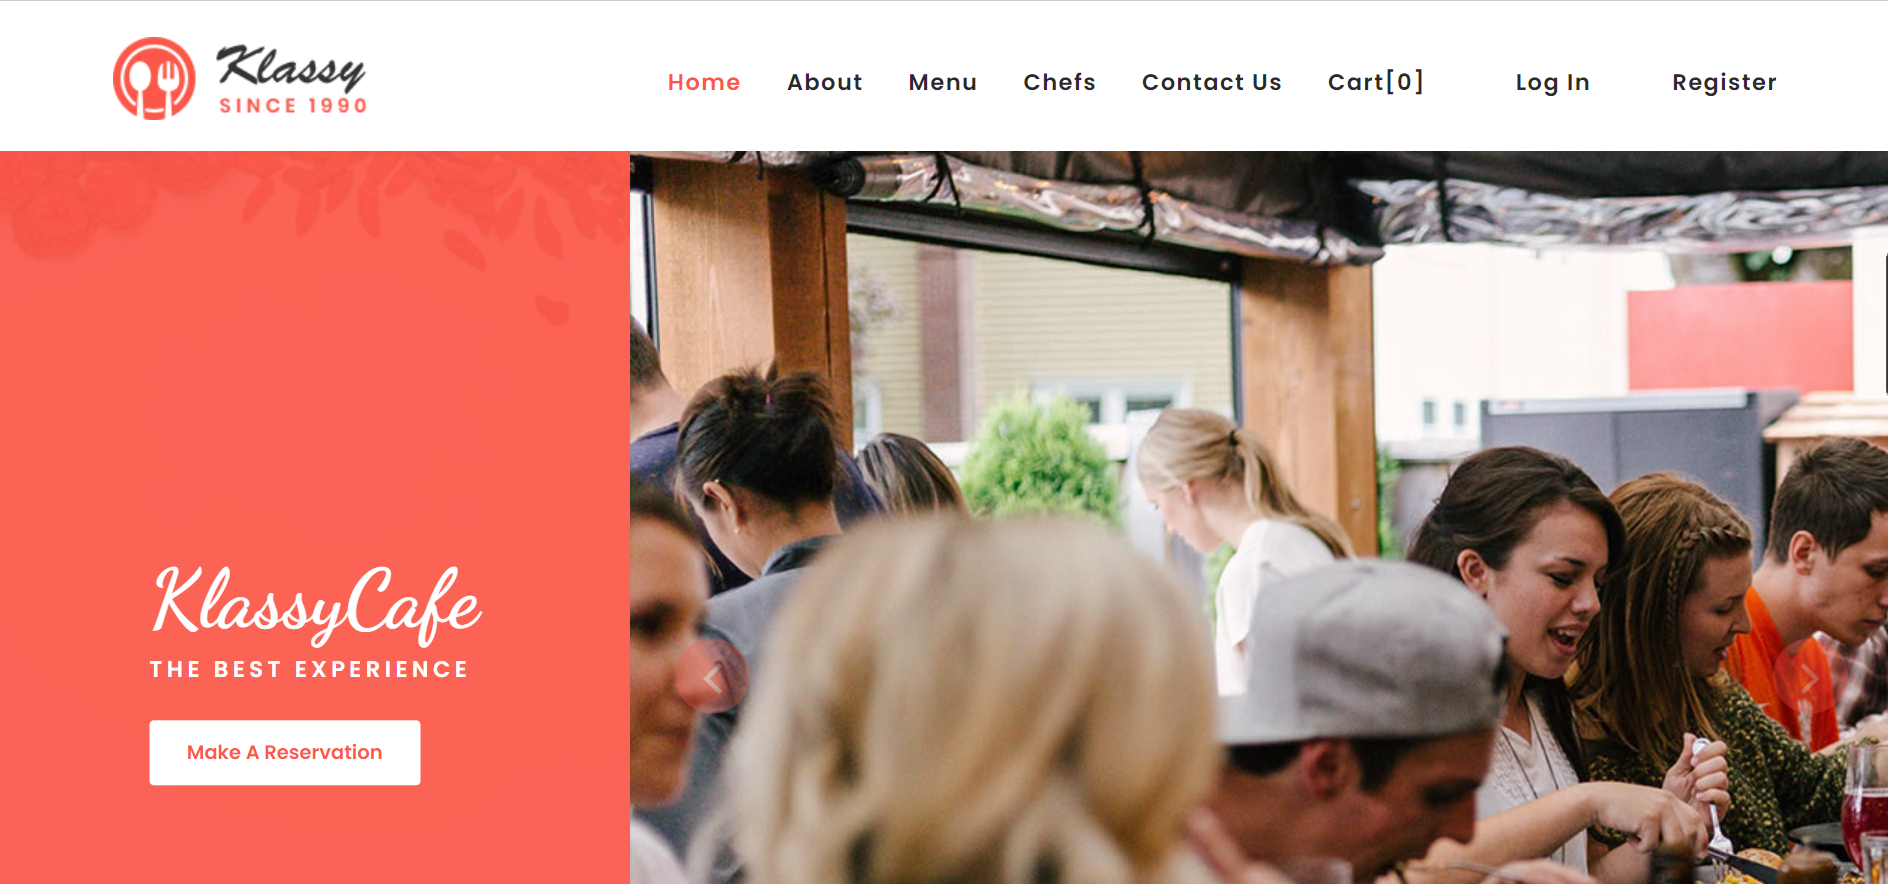 Klassy
SINCE 1990
Home About Menu Chefs Contact Us Cart[0] Log In Register
KlassyCafe
THE BEST EXPERIENCE
Make A Reservation